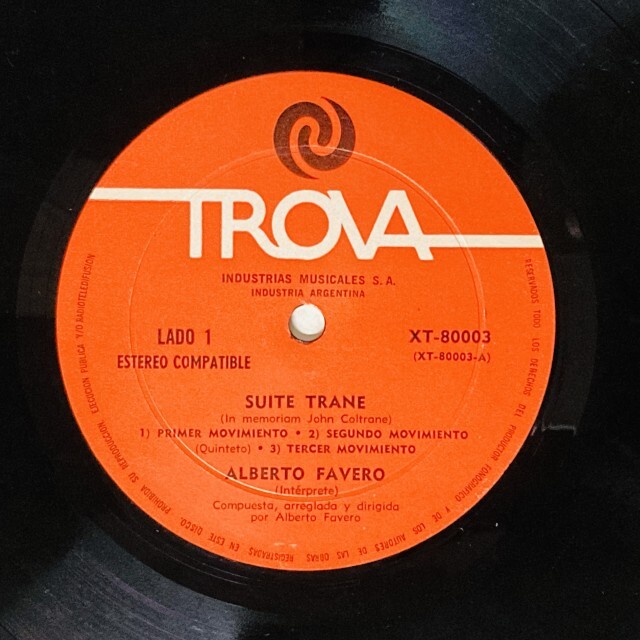 TROVA
INDUSTRIAS MUSICALES S.A.
INDUSTRIA ARGENTINA
LADO 1
ESTEREO COMPATIBLE
XT-80003
(XT-80003-A)
SUITE TRANE
(In memoriam John Coltrane)
1) PRIMER MOVIMIENTO • 2) SEGUNDO MOVIMIENTO
(Quinteto) • 3) TERCER MOVIMIENTO
ALBERTO FAVERO
(Intérprete)
Compuesta, arreglada y dirigida
por Alberto Favero
RESERVADOS TODO LOS DERECHOS DEL PRODUCTOR FONOGRAFICO Y DE LOS AUTORES DE LAS OBRAS REGISTRADAS EN ESTE DISCO. PROHIBIDA SU REPRODUCCION, EJECUCION PUBLICA Y/O RADIOTELEDIFUSION